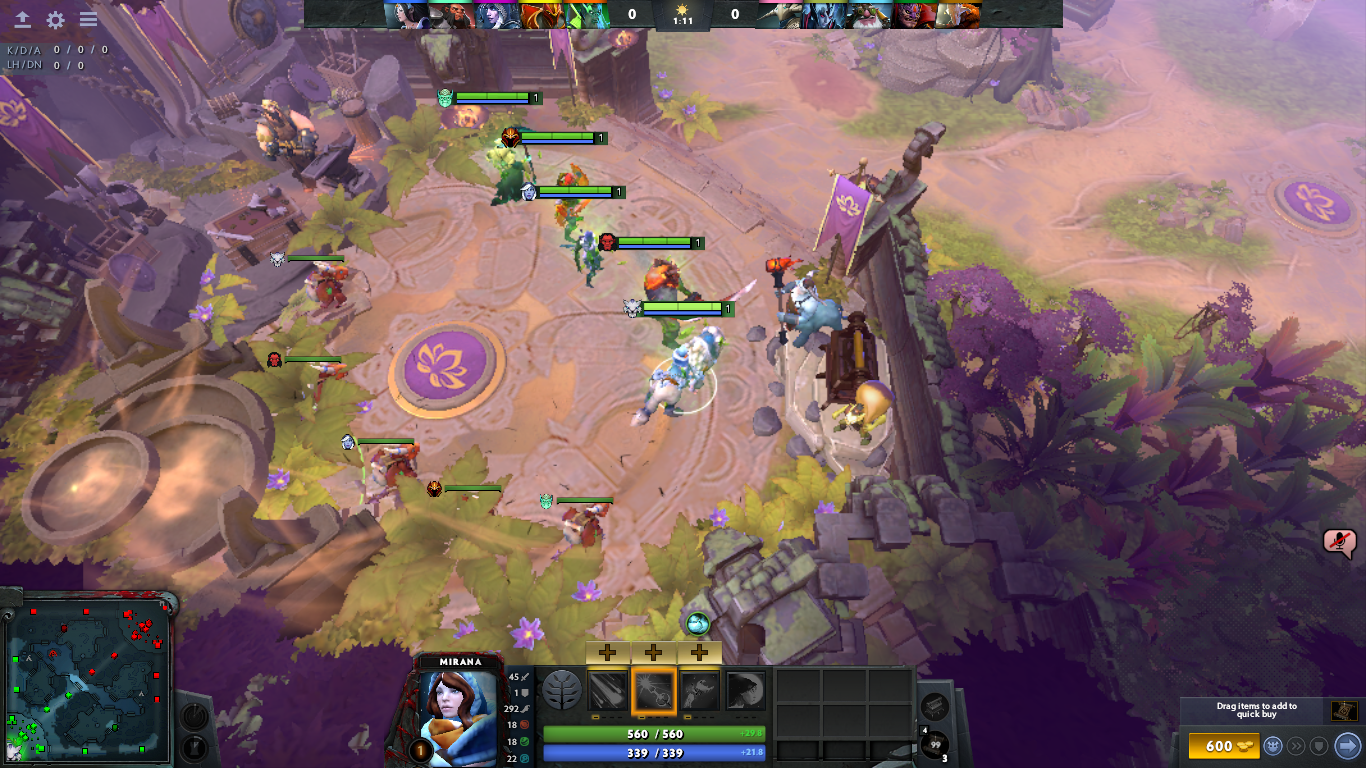 0 1:11 0
K/D/A 0 / 0 / 0
LH/DN 0 / 0
1
1
1
1
1
MIRANA
45
1
292
18
18
22
1
560 / 560 +29.8
339 / 339 +21.8
4
99
3
Drag items to add to
quick buy
600